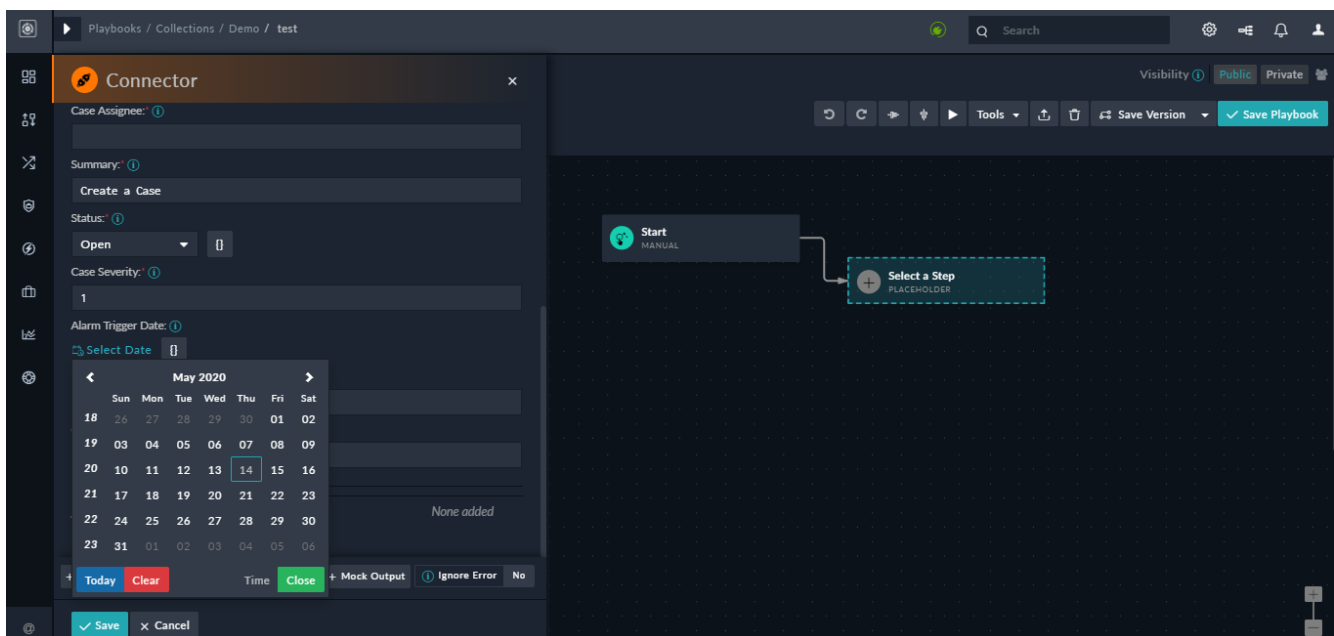 Playbooks / Collections / Demo / test
Search
Connector
×
Visibility Public Private
Tools
Save Version
Save Playbook
Case Assignee:*
Summary:*
Create a Case
Status:*
Open
{}
Case Severity:*
1
Alarm Trigger Date:
Select Date {}
May 2020
Sun Mon Tue Wed Thu Fri Sat
18 26 27 28 29 30 01 02
19 03 04 05 06 07 08 09
20 10 11 12 13 14 15 16
21 17 18 19 20 21 22 23
22 24 25 26 27 28 29 30
23 31 01 02 03 04 05 06
Today Clear Time Close
None added
+ Mock Output
Ignore Error No
Save
× Cancel
Start
MANUAL
Select a Step
PLACEHOLDER